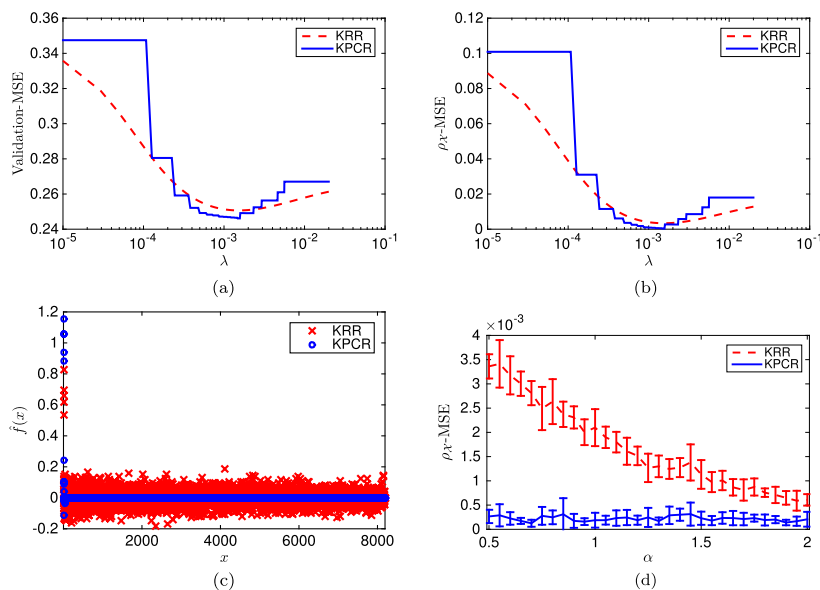 0.36
0.34
0.32
0.3
0.28
0.26
0.24
Validation-MSE
KRR
KPCR
10^-5
10^-4
10^-3
10^-2
10^-1
λ
(a)
0.12
0.1
0.08
0.06
0.04
0.02
0
ρ_X-MSE
KRR
KPCR
10^-5
10^-4
10^-3
10^-2
10^-1
λ
(b)
1.2
1
0.8
0.6
0.4
0.2
0
-0.2
f̂(x)
KRR
KPCR
2000
4000
6000
8000
x
(c)
×10^-3
4
3.5
3
2.5
2
1.5
1
0.5
0
ρ_X-MSE
KRR
KPCR
0.5
1
1.5
2
α
(d)